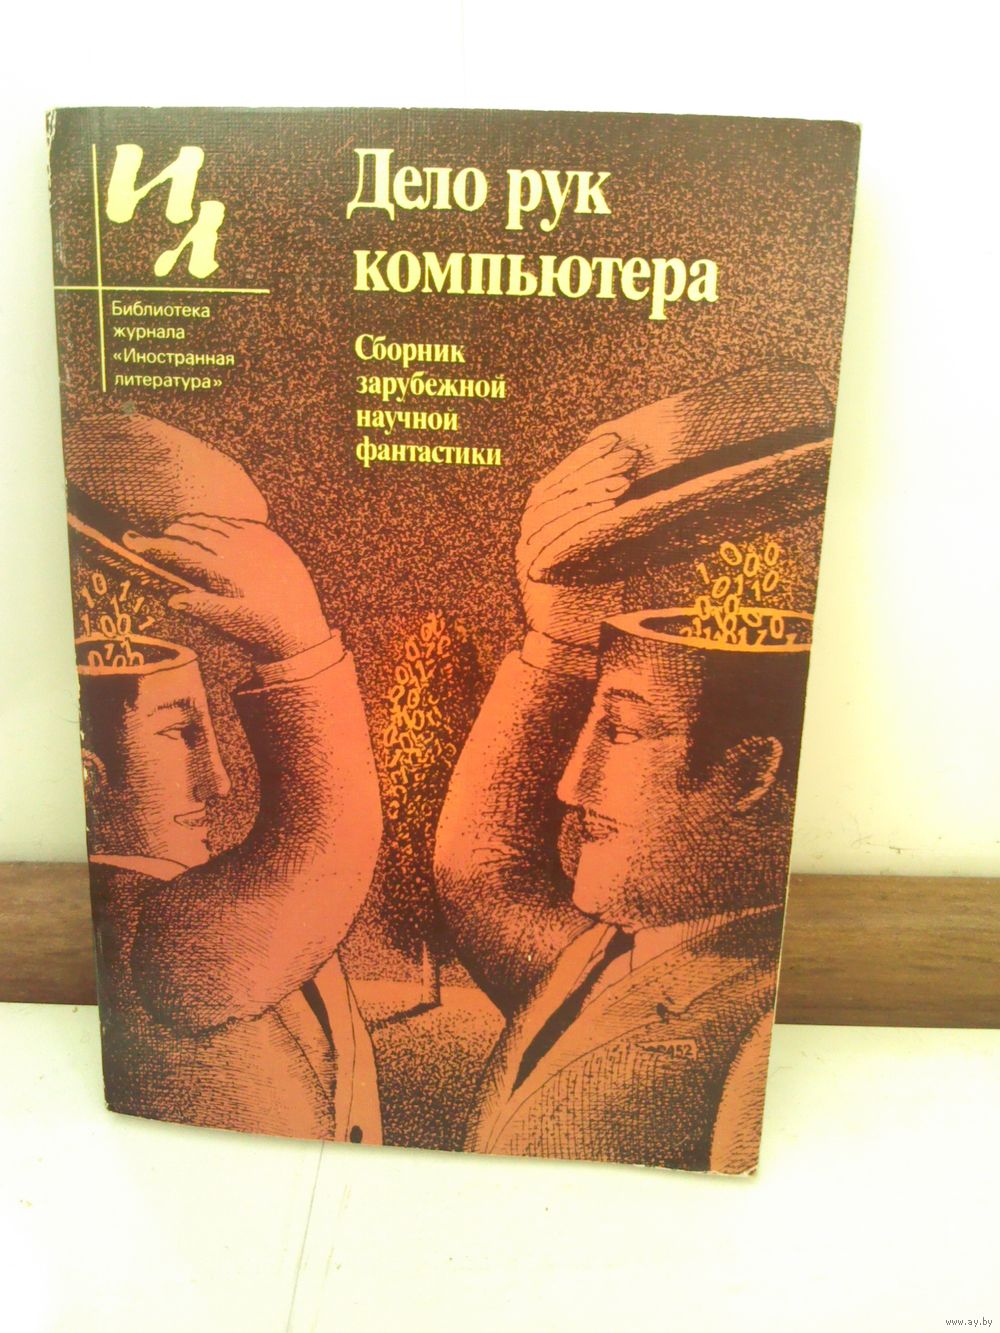 ИЛ
Библиотека
журнала
«Иностранная
литература»
Дело рук
компьютера
Сборник
зарубежной
научной
фантастики
www.ay.by